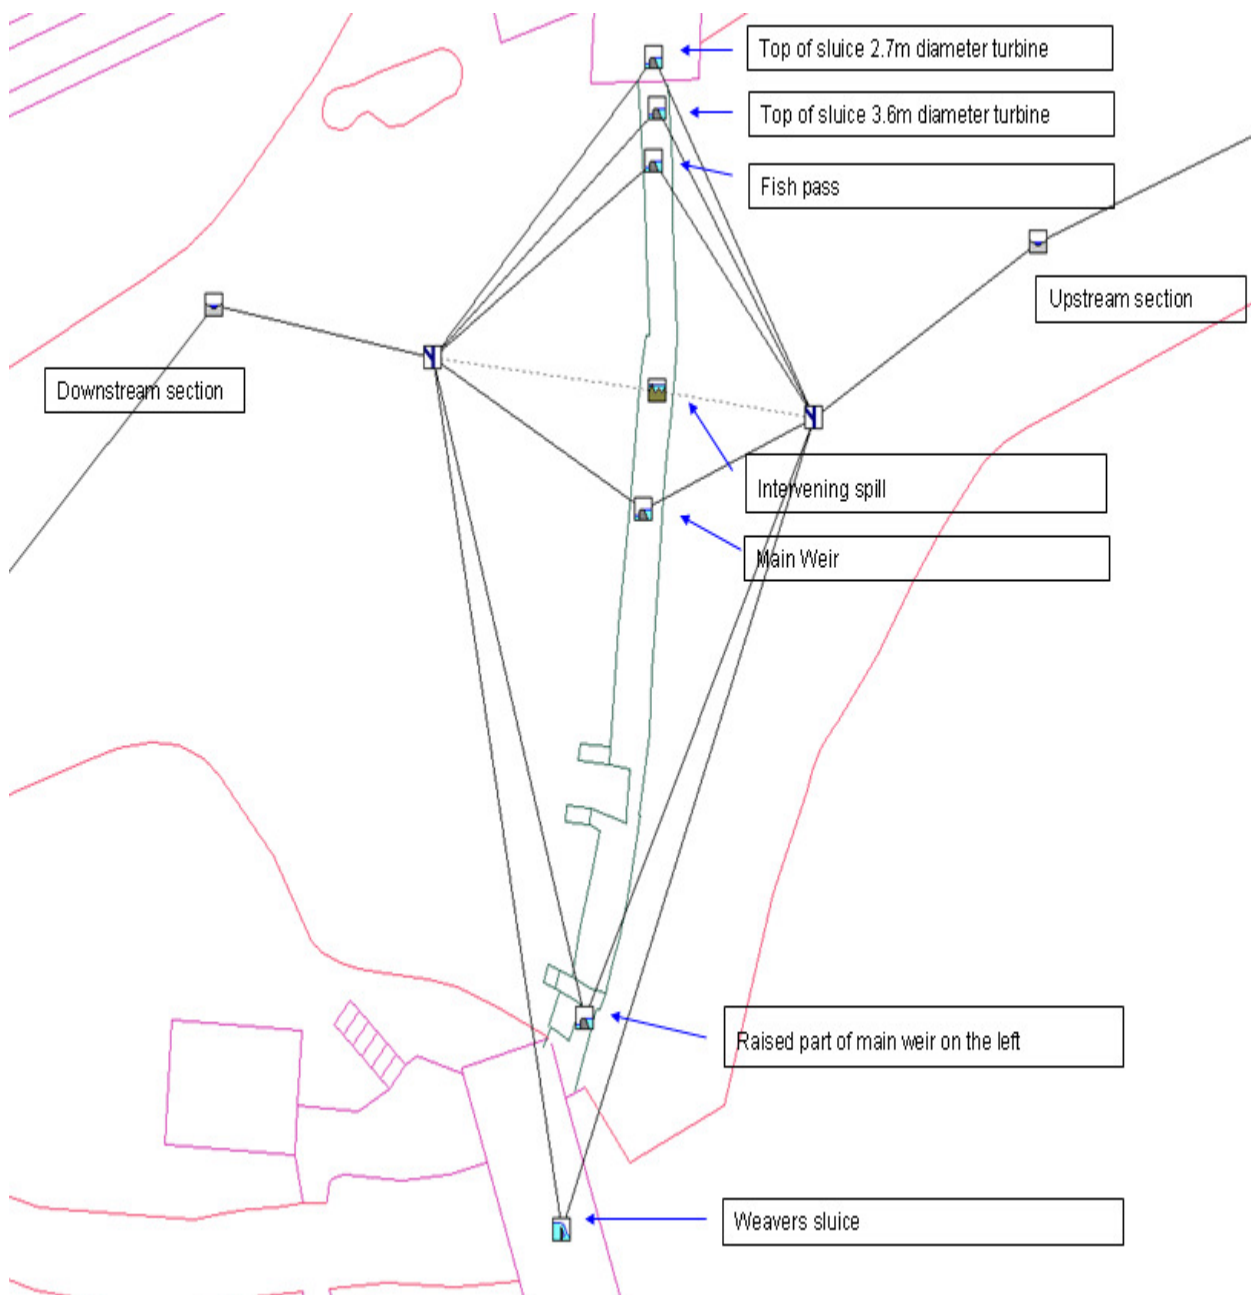 Top of sluice 2.7m diameter turbine
Top of sluice 3.6m diameter turbine
Fish pass
Upstream section
Downstream section
Intervening spill
Main Weir
Raised part of main weir on the left
Weavers sluice